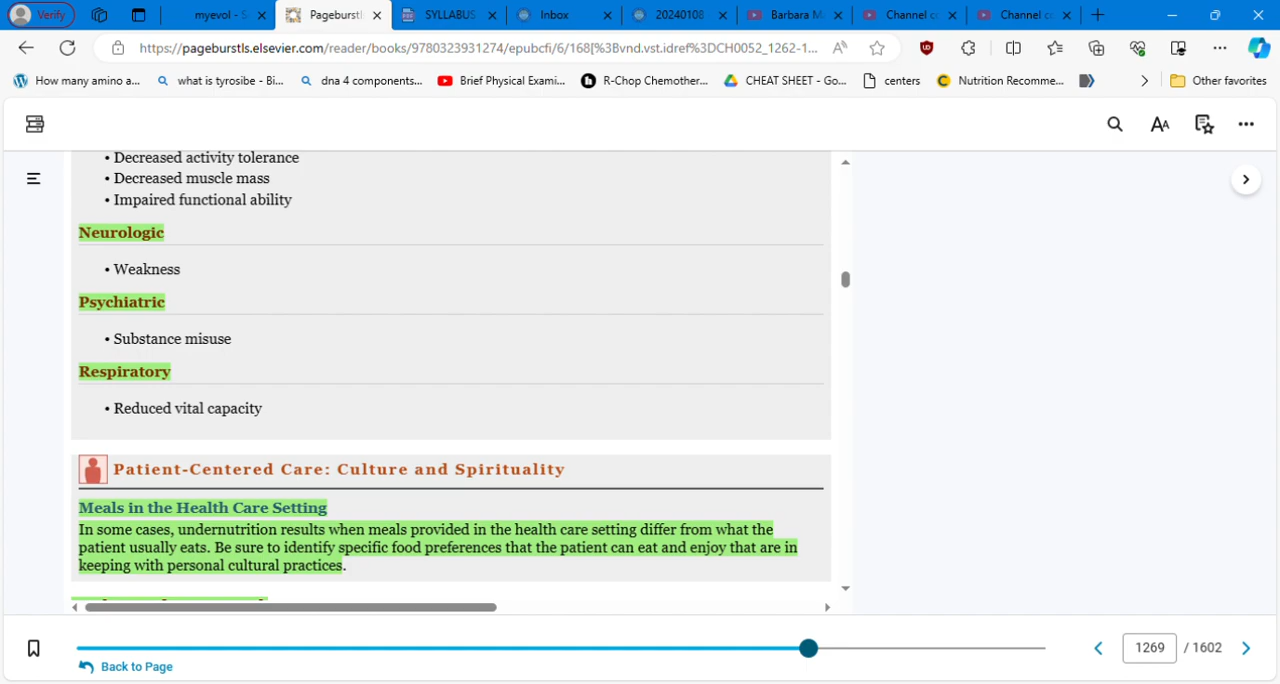 Verify
myevol - S
Pageburstl
SYLLABUS
Inbox
20240108
Barbara Ma
Channel co
Channel co
https://pageburstls.elsevier.com/reader/books/9780323931274/epubcfi/6/168[%3Bvnd.vst.idref%3DCH0052_1262-1...
How many amino a...
what is tyrosibe - Bi...
dna 4 components...
Brief Physical Exami...
R-Chop Chemother...
CHEAT SHEET - Go...
centers
Nutrition Recomme...
Other favorites
• Decreased activity tolerance
• Decreased muscle mass
• Impaired functional ability
Neurologic
• Weakness
Psychiatric
• Substance misuse
Respiratory
• Reduced vital capacity
Patient-Centered Care: Culture and Spirituality
Meals in the Health Care Setting
In some cases, undernutrition results when meals provided in the health care setting differ from what the
patient usually eats. Be sure to identify specific food preferences that the patient can eat and enjoy that are in
keeping with personal cultural practices.
1269 / 1602
Back to Page